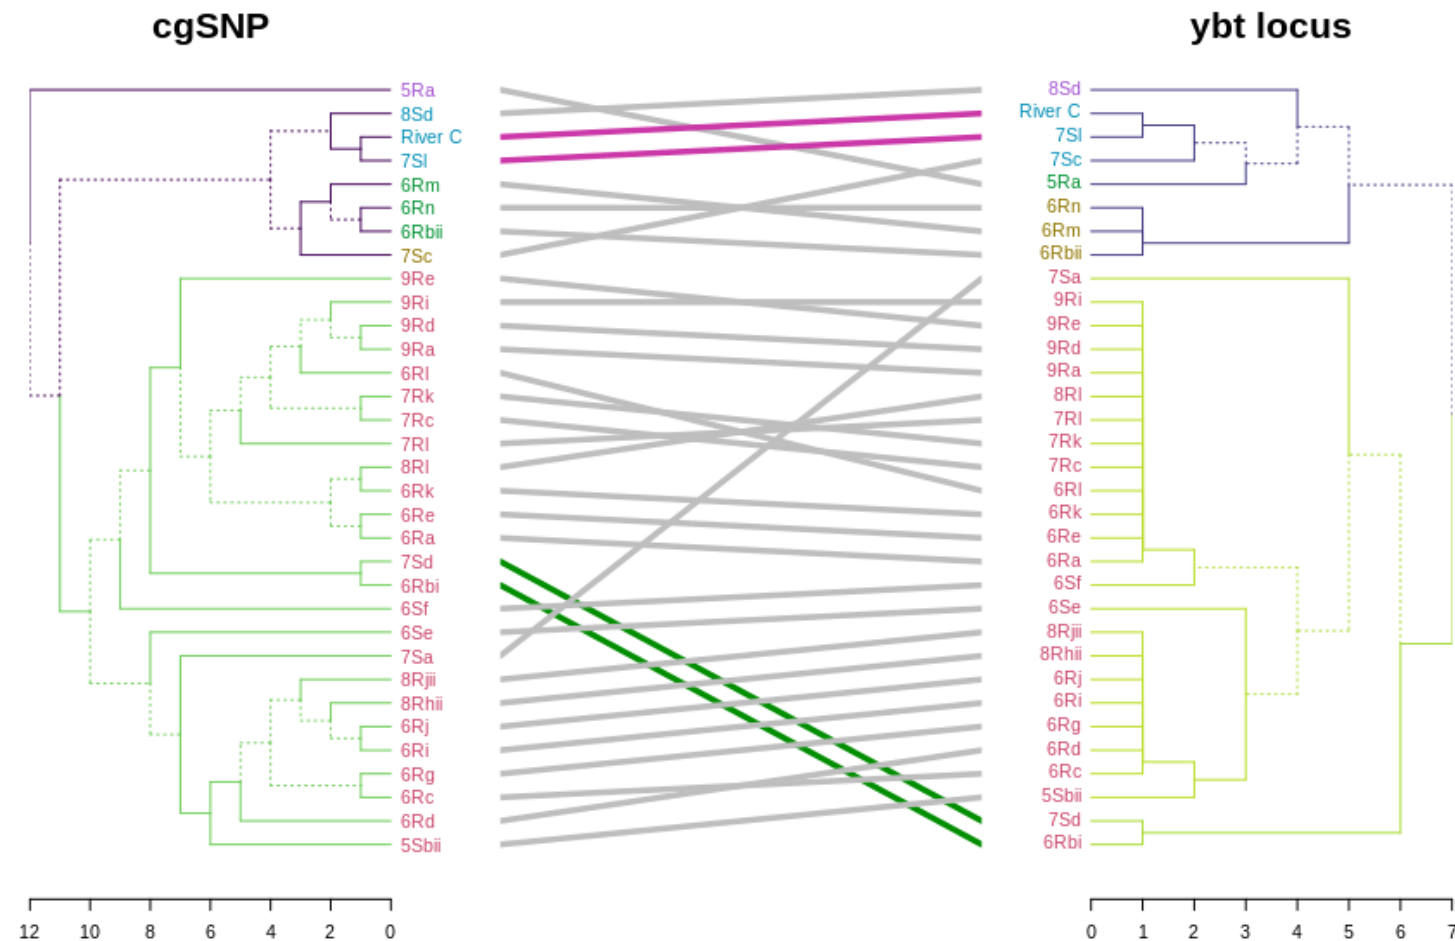 cgSNP
5Ra
8Sd
River C
7Sl
6Rm
6Rn
6Rbii
7Sc
9Re
9Ri
9Rd
9Ra
6Rl
7Rk
7Rc
7Rl
8Rl
6Rk
6Re
6Ra
7Sd
6Rbi
6Sf
6Se
7Sa
8Rjii
8Rhii
6Rj
6Ri
6Rg
6Rc
6Rd
5Sbii
12 10 8 6 4 2 0
ybt locus
8Sd
River C
7Sl
7Sc
5Ra
6Rn
6Rm
6Rbii
7Sa
9Ri
9Re
9Rd
9Ra
8Rl
7Rl
7Rk
7Rc
6Rl
6Rk
6Re
6Ra
6Sf
6Se
8Rjii
8Rhii
6Rj
6Ri
6Rg
6Rd
6Rc
5Sbii
7Sd
6Rbi
0 1 2 3 4 5 6 7